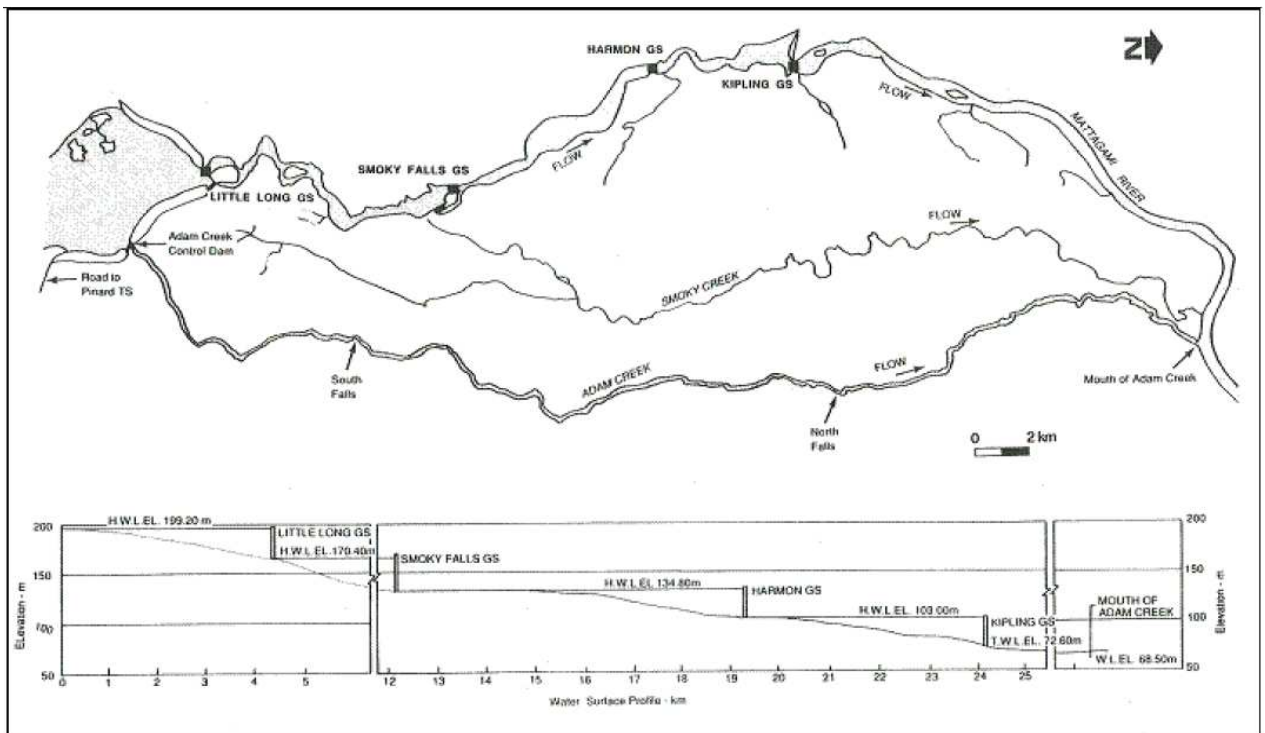 N
HARMON GS
KIPLING GS
FLOW
MATTAGAMI
RIVER
SMOKY FALLS GS
FLOW
LITTLE LONG GS
FLOW
Adam Creek
Control Dam
Road to
Pinard TS
SMOKY CREEK
South
Falls
ADAM CREEK
FLOW
Mouth of Adam Creek
North
Falls
0 2 km
200
H.W.L.EL. 199.20 m
LITTLE LONG GS
H.W.L.EL.170.40m
SMOKY FALLS GS
200
150
H.W.L.EL 134.80m
HARMON GS
150
MOUTH OF
ADAM CREEK
100
H.W.L.EL. 103.00m
KIPLING GS
100
T.W.L.EL. 72.60m
W.L.EL 68.50m
50
50
Elevation - m
Elevation - m
0 1 2 3 4 5 12 13 14 15 16 17 18 19 20 21 22 23 24 25
Water Surface Profile - km